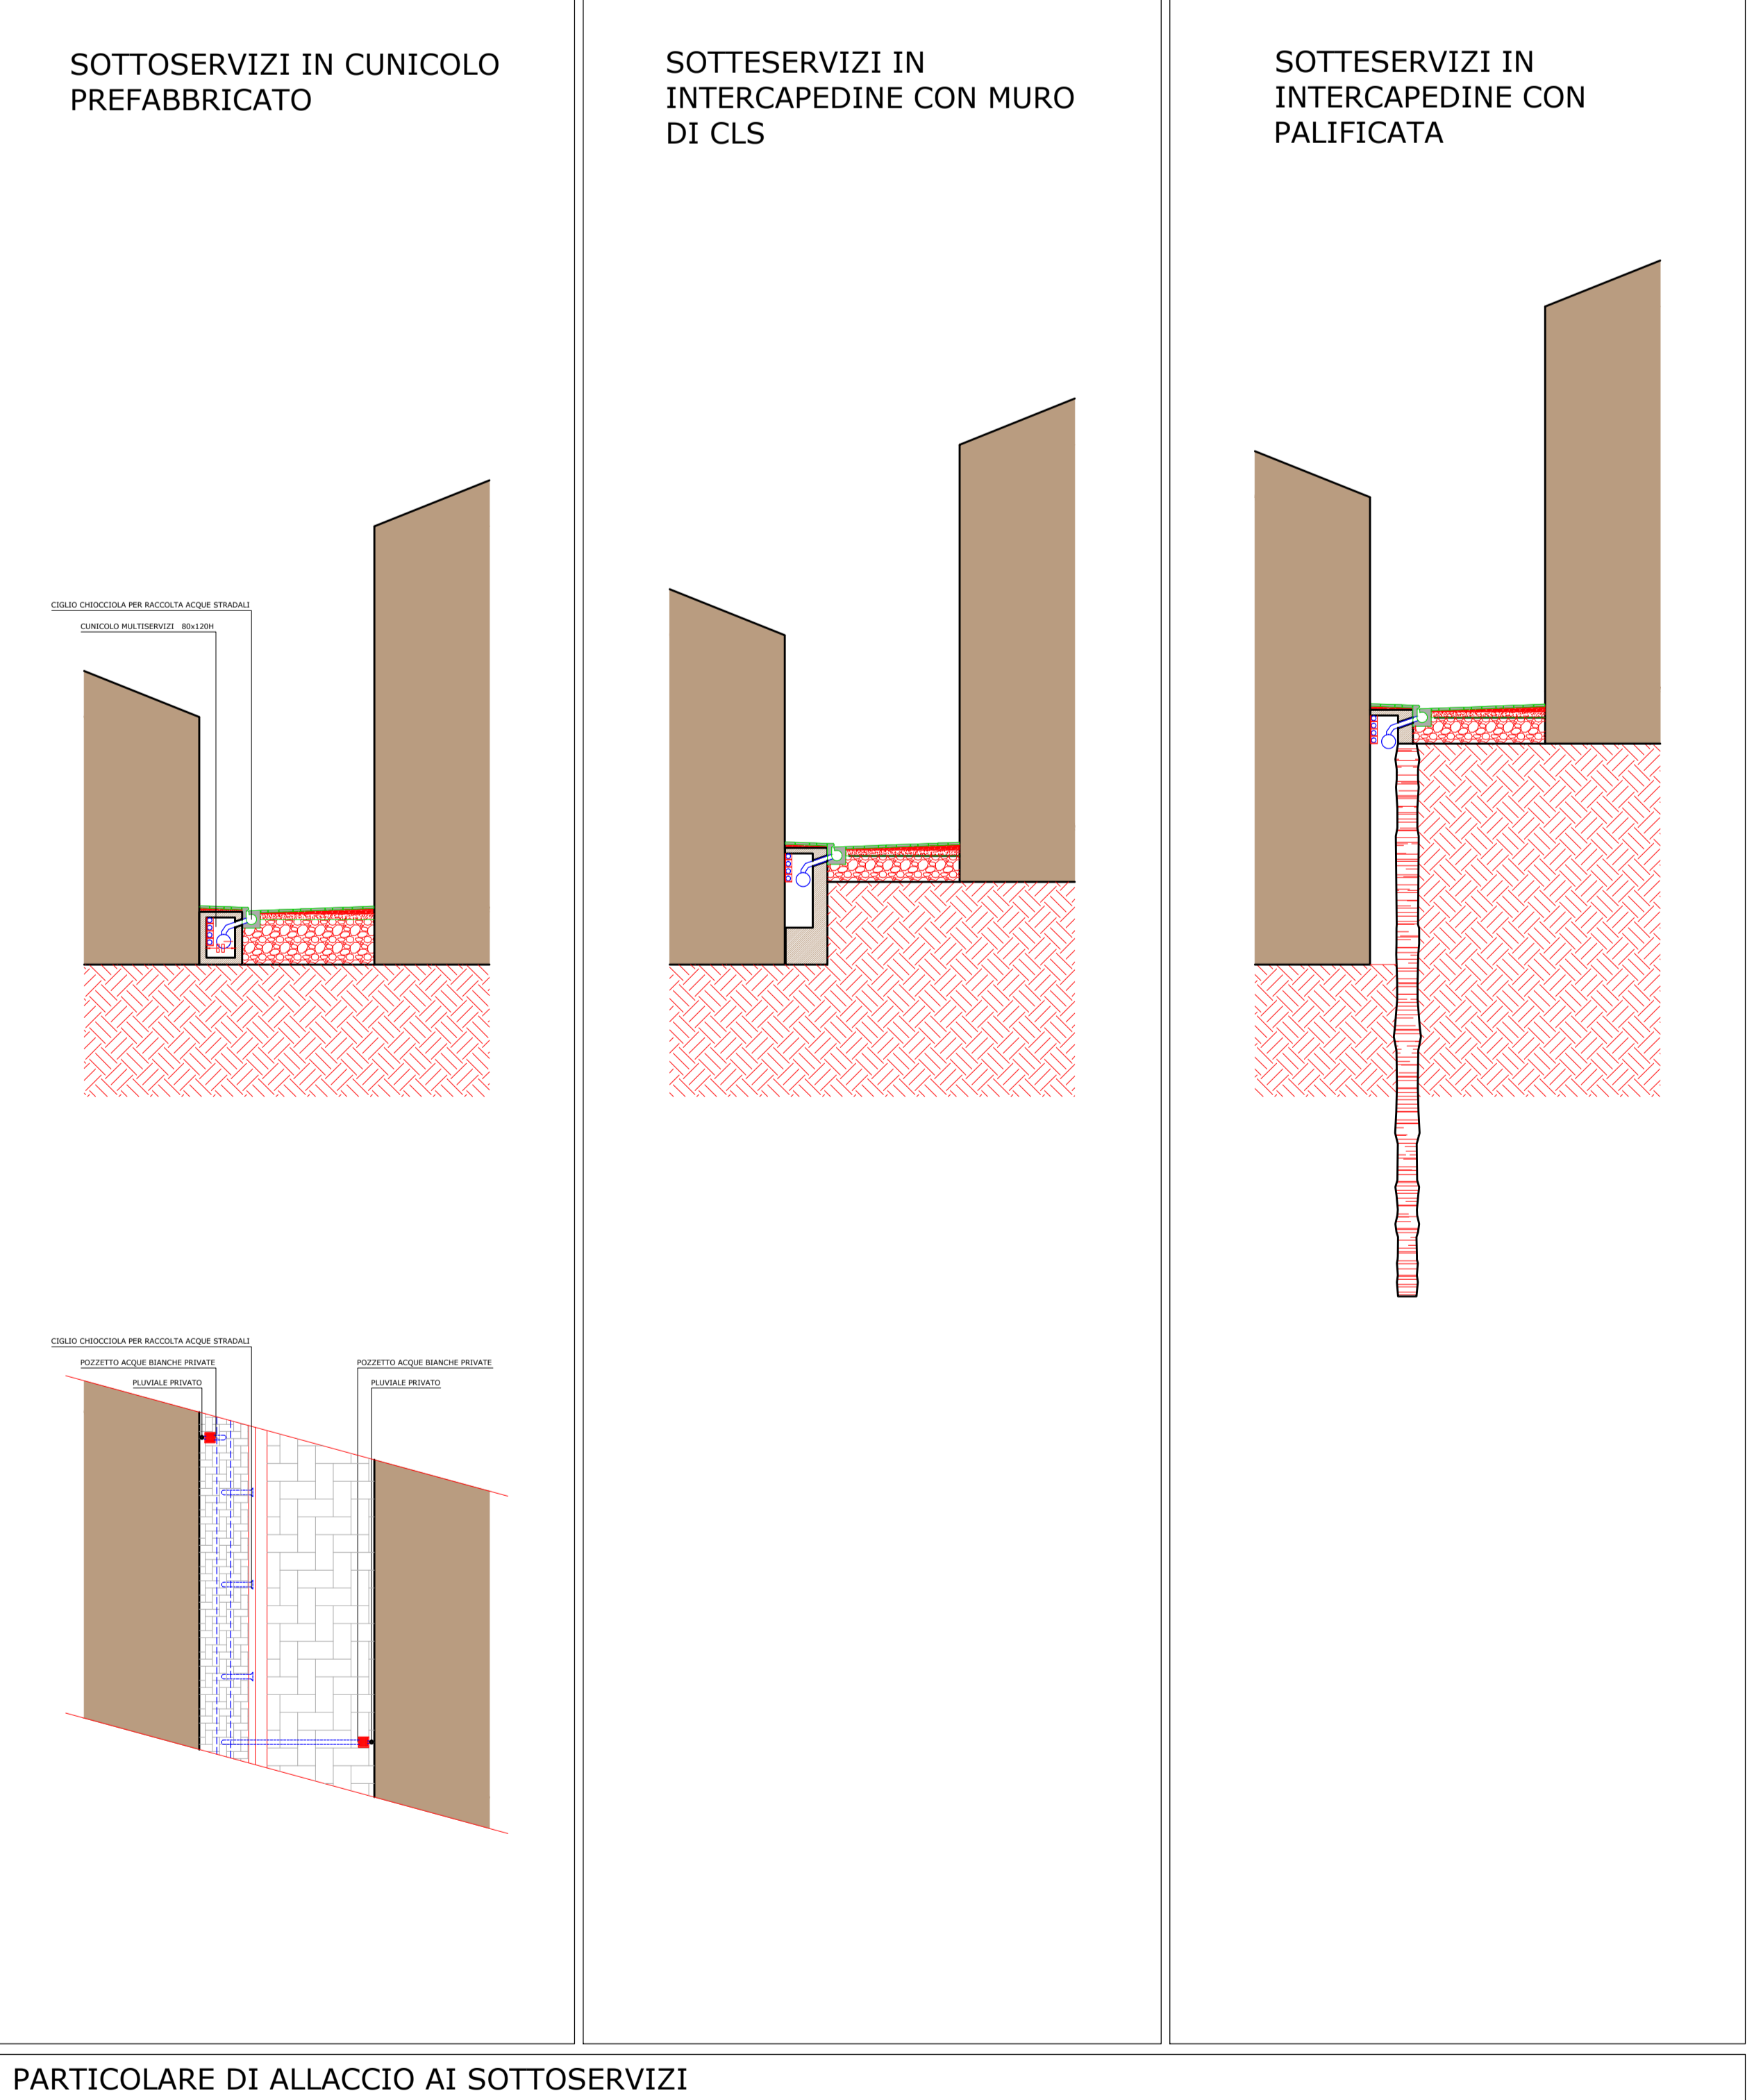 SOTTOSERVIZI IN CUNICOLO
PREFABBRICATO
CIGLIO CHIOCCIOLA PER RACCOLTA ACQUE STRADALI
CUNICOLO MULTISERVIZI 80x120H
CIGLIO CHIOCCIOLA PER RACCOLTA ACQUE STRADALI
POZZETTO ACQUE BIANCHE PRIVATE
POZZETTO ACQUE BIANCHE PRIVATE
PLUVIALE PRIVATO
PLUVIALE PRIVATO
SOTTESERVIZI IN
INTERCAPEDINE CON MURO
DI CLS
SOTTESERVIZI IN
INTERCAPEDINE CON
PALIFICATA
PARTICOLARE DI ALLACCIO AI SOTTOSERVIZI